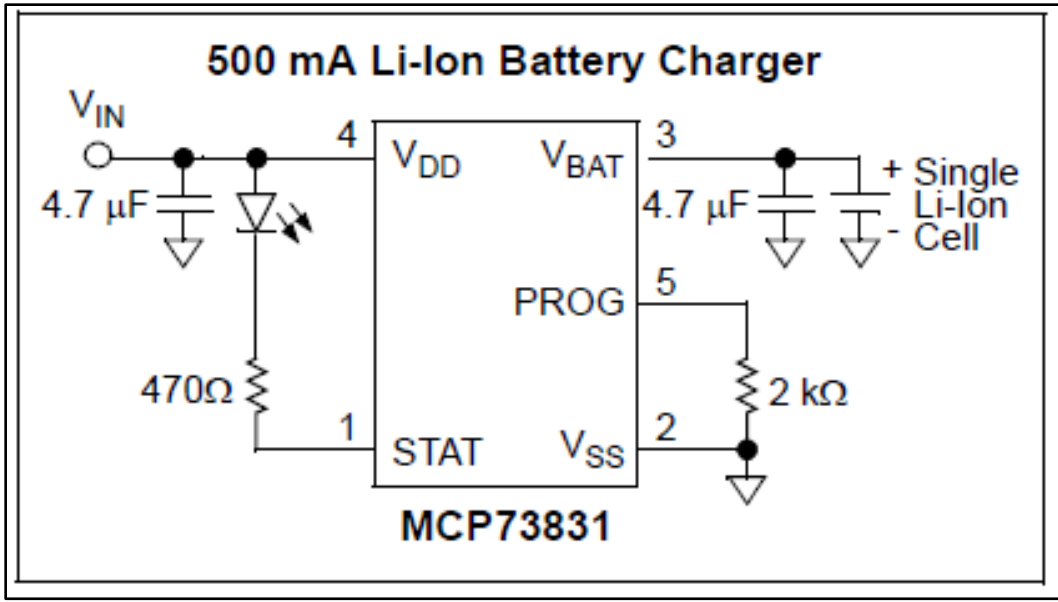 500 mA Li-Ion Battery Charger
VIN
4
VDD
VBAT
3
4.7 μF
4.7 μF
+ Single
Li-Ion
- Cell
PROG
5
470Ω
2 kΩ
1
STAT
VSS
2
MCP73831